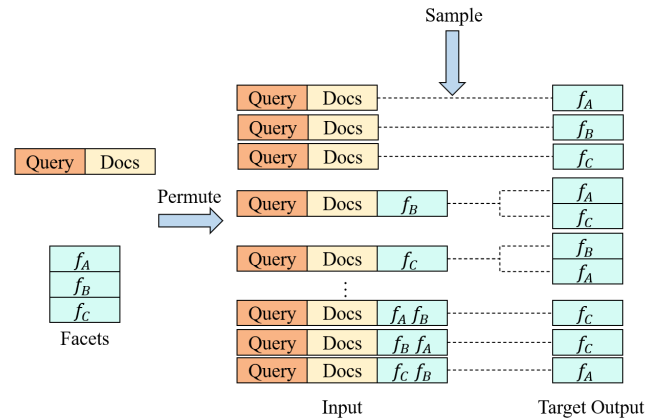 Sample
Query Docs f_A
Query Docs f_B
Query Docs f_C
Query Docs
Permute
Query Docs f_B f_A
f_C
Query Docs f_C f_B
f_A
f_A
f_B
f_C
Facets
⋮
Query Docs f_A f_B f_C
Query Docs f_B f_A f_C
Query Docs f_C f_B f_A
Input Target Output